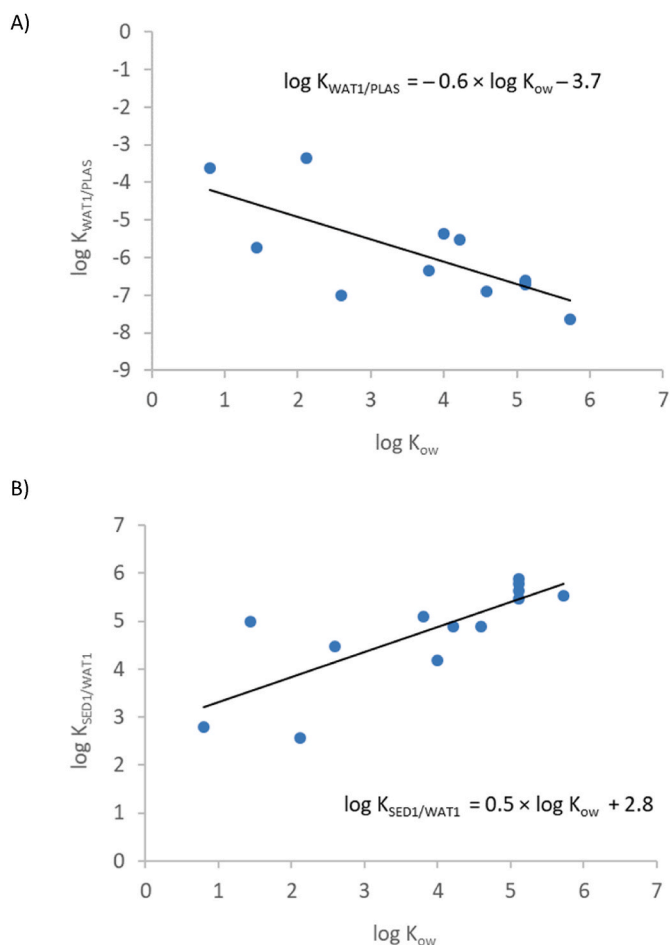 A)
log K_WAT1/PLAS = −0.6 × log K_ow − 3.7
log K_WAT1/PLAS
0
-1
-2
-3
-4
-5
-6
-7
-8
-9
0 1 2 3 4 5 6 7
log K_ow
B)
log K_SED1/WAT1
7
6
5
4
3
2
1
0
log K_SED1/WAT1 = 0.5 × log K_ow + 2.8
0 1 2 3 4 5 6 7
log K_ow